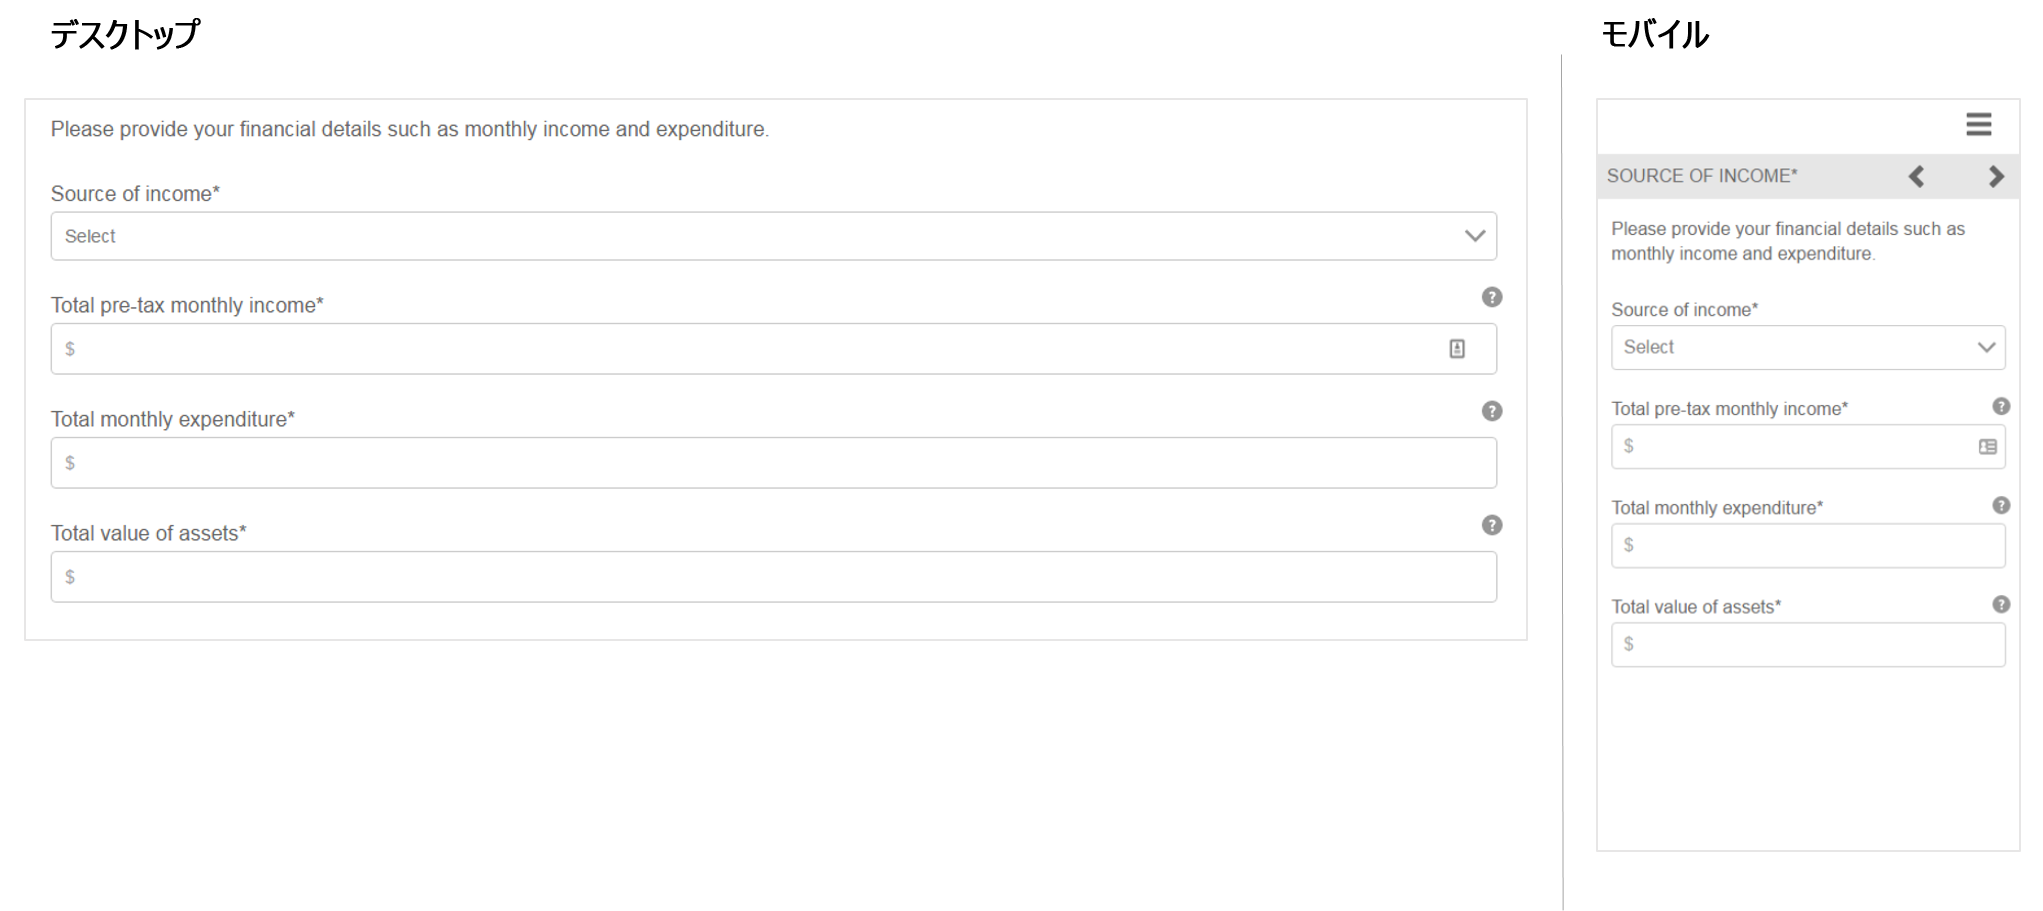 デスクトップ
Please provide your financial details such as monthly income and expenditure.
Source of income*
Select
Total pre-tax monthly income*
?
$
Total monthly expenditure*
?
$
Total value of assets*
?
$
モバイル
SOURCE OF INCOME*
Please provide your financial details such as
monthly income and expenditure.
Source of income*
Select
Total pre-tax monthly income*
?
$
Total monthly expenditure*
?
$
Total value of assets*
?
$